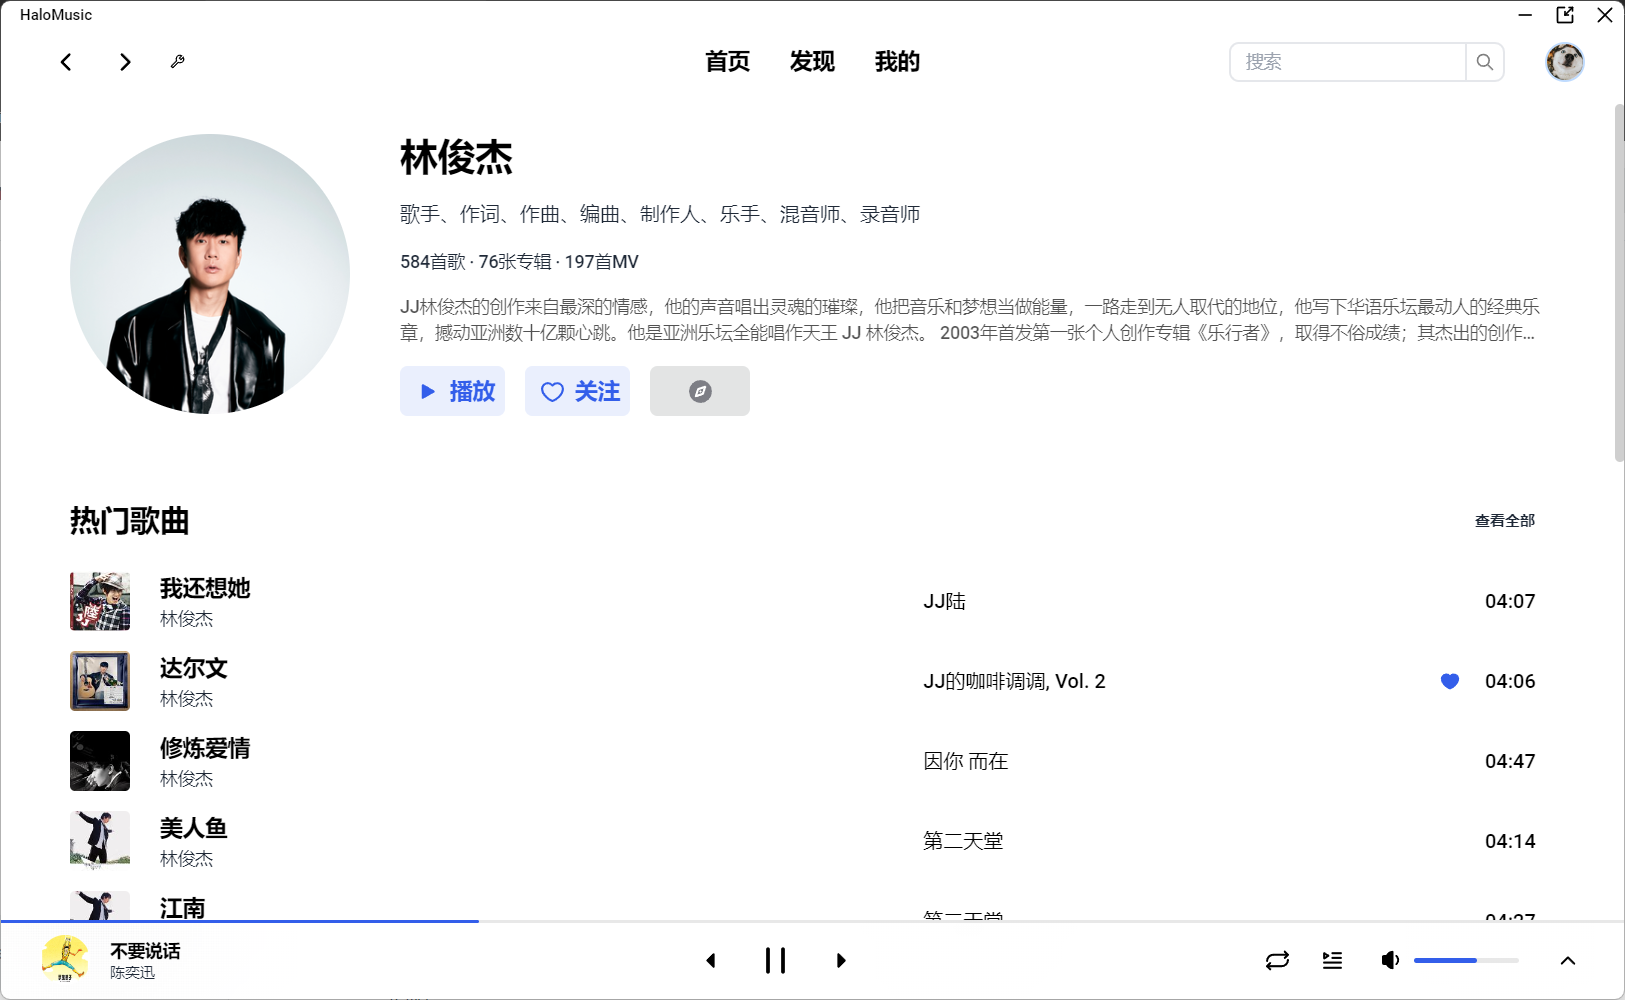 HaloMusic
首页 发现 我的 搜索
林俊杰
歌手、作词、作曲、编曲、制作人、乐手、混音师、录音师
584首歌 · 76张专辑 · 197首MV
JJ林俊杰的创作来自最深的情感，他的声音唱出灵魂的璀璨，他把音乐和梦想当做能量，一路走到无人取代的地位，他写下华语乐坛最动人的经典乐
章，撼动亚洲数十亿颗心跳。他是亚洲乐坛全能唱作天王 JJ 林俊杰。 2003年首发第一张个人创作专辑《乐行者》，取得不俗成绩；其杰出的创作...
播放 关注
热门歌曲 查看全部
我还想她
林俊杰
JJ陆 04:07
达尔文
林俊杰
JJ的咖啡调调, Vol. 2 04:06
修炼爱情
林俊杰
因你 而在 04:47
美人鱼
林俊杰
第二天堂 04:14
江南
第二天堂 04:27
不要说话
陈奕迅